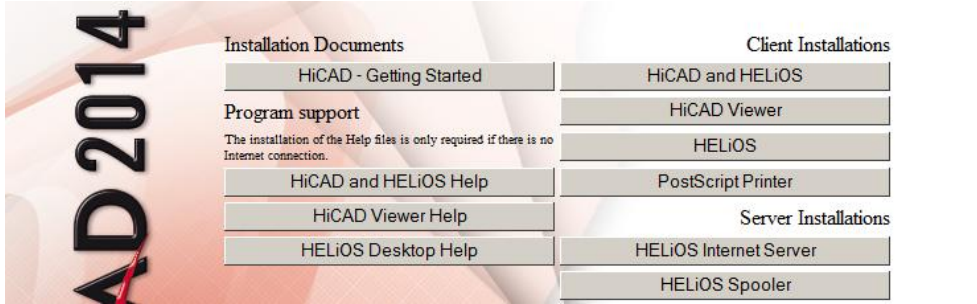 AD 2014
Installation Documents
HiCAD - Getting Started
Program support
The installation of the Help files is only required if there is no
Internet connection.
HiCAD and HELiOS Help
HiCAD Viewer Help
HELiOS Desktop Help
Client Installations
HiCAD and HELiOS
HiCAD Viewer
HELiOS
PostScript Printer
Server Installations
HELiOS Internet Server
HELiOS Spooler